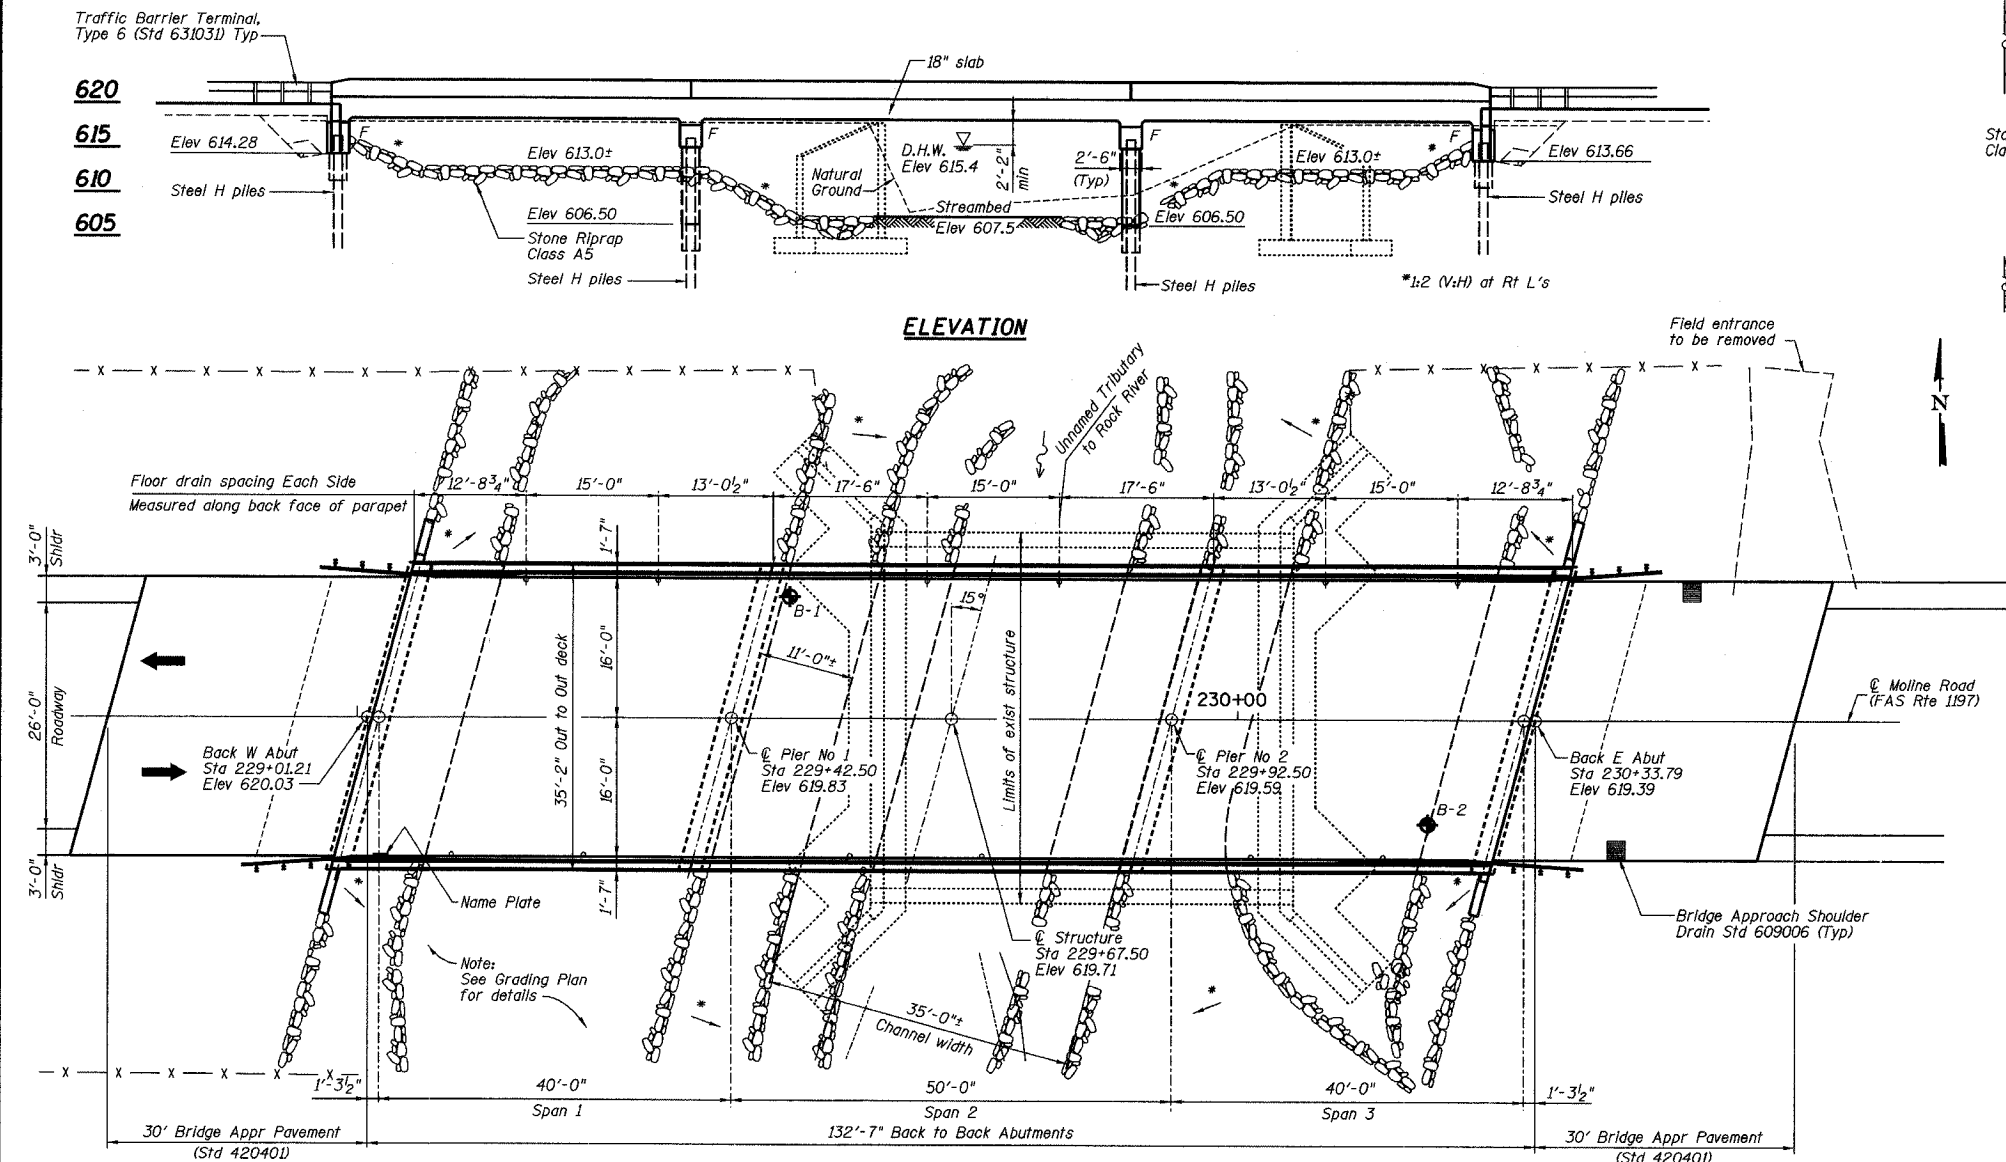 Traffic Barrier Terminal,
Type 6 (Std 631031) Typ
18" slab
620
615
610
605
Elev 614.28
Steel H piles
F
*
Elev 613.0±
Elev 606.50
Stone Riprap
Class A5
Steel H piles
F
*
Natural
Ground
D.H.W.
Elev 615.4
2'-2"
min
Streambed
Elev 607.5
2'-6"
(Typ)
F
*
Elev 606.50
Steel H piles
Elev 613.0±
*
F
Elev 613.66
Steel H piles
*1:2 (V:H) at Rt L's
ELEVATION
Field entrance
to be removed
N
Unnamed Tributary
to Rock River
Floor drain spacing Each Side
Measured along back face of parapet
12'-8¾"
15'-0"
13'-0½"
17'-6"
15'-0"
17'-6"
13'-0½"
15'-0"
12'-8¾"
3'-0"
Shldr
26'-0"
Roadway
3'-0"
Shldr
1'-7"
16'-0"
16'-0"
1'-7"
35'-2" Out to Out deck
B-1
11'-0"±
15°
Limits of exist structure
230+00
℄ Moline Road
(FAS Rte 1197)
Back W Abut
Sta 229+01.21
Elev 620.03
℄ Pier No 1
Sta 229+42.50
Elev 619.83
℄ Pier No 2
Sta 229+92.50
Elev 619.59
Back E Abut
Sta 230+33.79
Elev 619.39
B-2
Name Plate
Note:
See Grading Plan
for details
℄ Structure
Sta 229+67.50
Elev 619.71
Bridge Approach Shoulder
Drain Std 609006 (Typ)
35'-0"±
Channel width
1'-3½"
40'-0"
Span 1
50'-0"
Span 2
40'-0"
Span 3
1'-3½"
30' Bridge Appr Pavement
(Std 420401)
132'-7" Back to Back Abutments
30' Bridge Appr Pavement
(Std 420401)